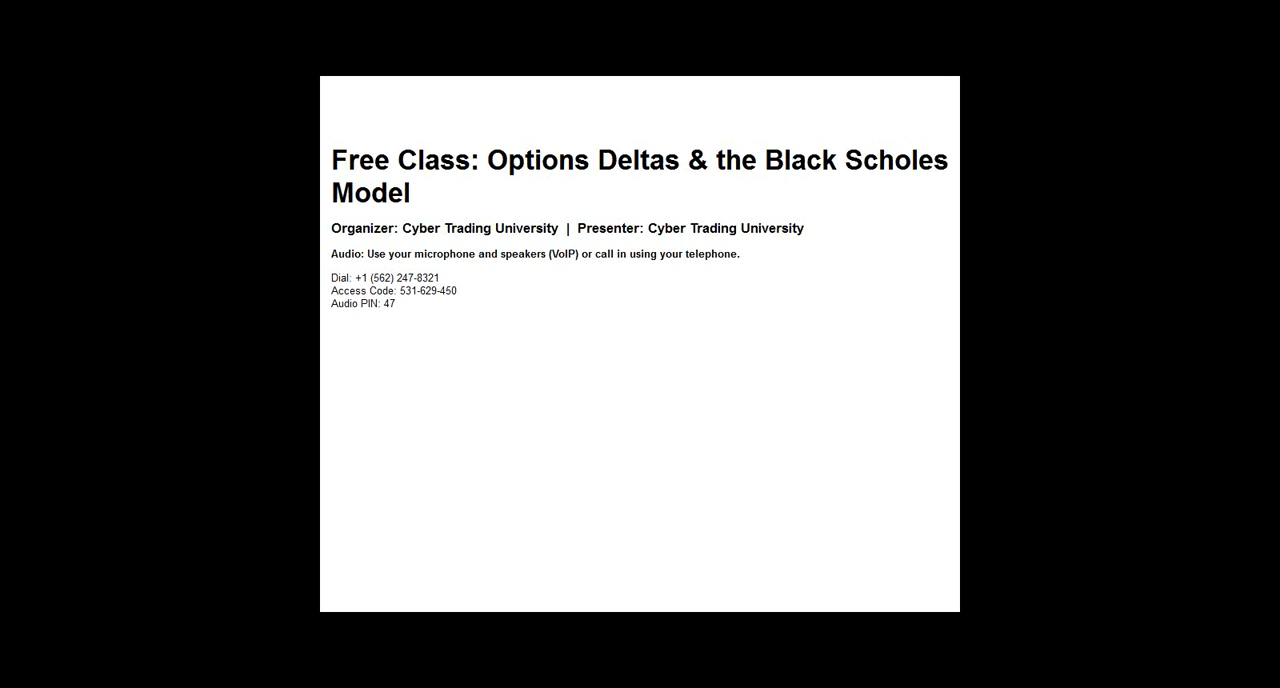 Free Class: Options Deltas & the Black Scholes
Model
Organizer: Cyber Trading University | Presenter: Cyber Trading University
Audio: Use your microphone and speakers (VoIP) or call in using your telephone.
Dial: +1 (562) 247-8321
Access Code: 531-629-450
Audio PIN: 47